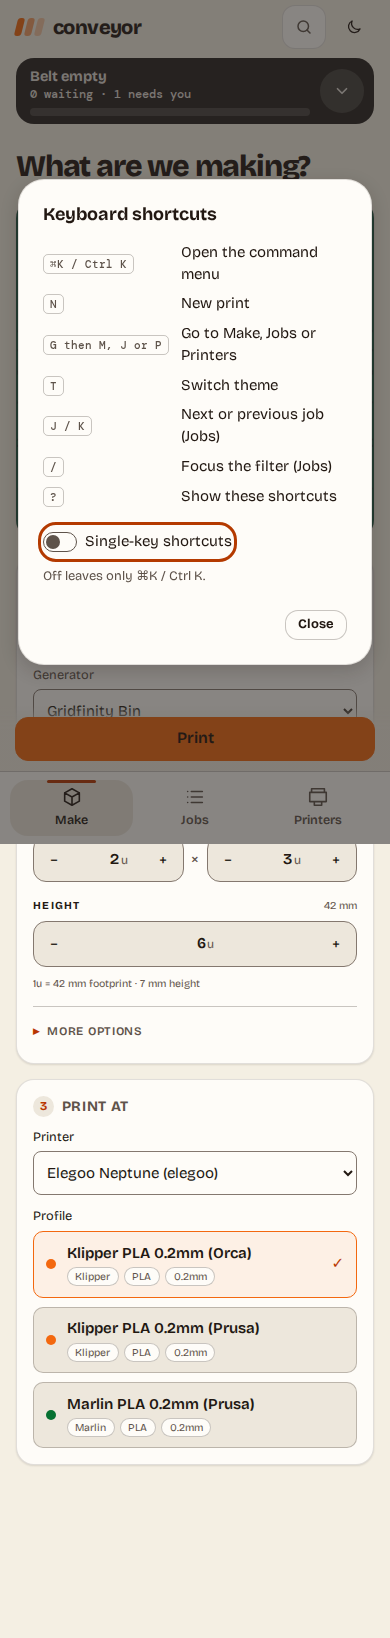 conveyor
Belt empty
0 waiting · 1 needs you
What are we making?
Keyboard shortcuts
⌘K / Ctrl K
Open the command
menu
N
New print
G then M, J or P
Go to Make, Jobs or
Printers
T
Switch theme
J / K
Next or previous job
(Jobs)
/
Focus the filter (Jobs)
?
Show these shortcuts
Single-key shortcuts
Off leaves only ⌘K / Ctrl K.
Close
Generator
Gridfinity Bin
Print
Make
Jobs
Printers
− 2 u + × − 3 u +
HEIGHT 42 mm
− 6 u +
1u = 42 mm footprint · 7 mm height
▸ MORE OPTIONS
3 PRINT AT
Printer
Elegoo Neptune (elegoo)
Profile
Klipper PLA 0.2mm (Orca) ✓
Klipper PLA 0.2mm
Klipper PLA 0.2mm (Prusa)
Klipper PLA 0.2mm
Marlin PLA 0.2mm (Prusa)
Marlin PLA 0.2mm